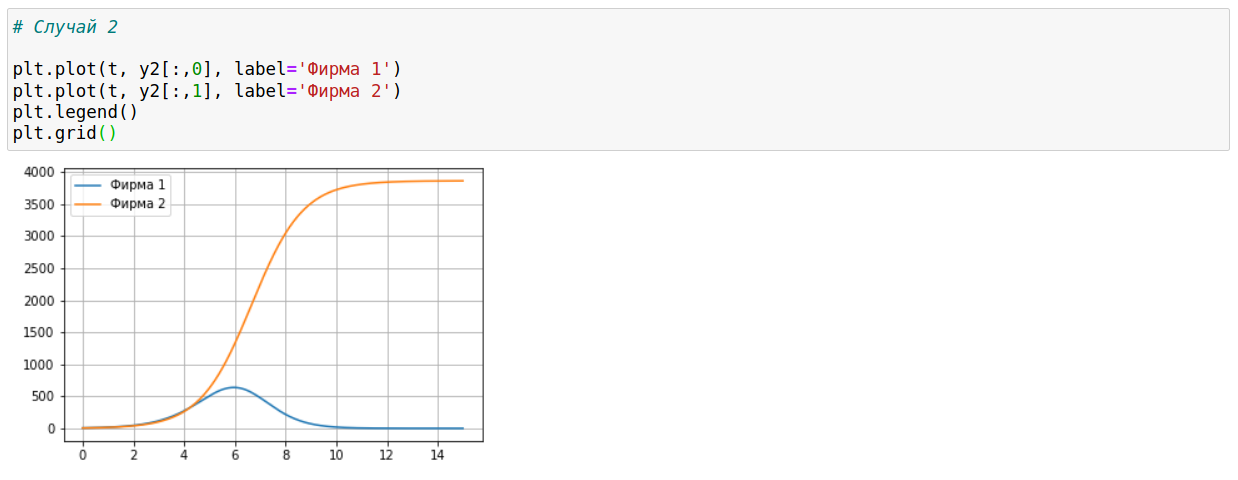 # Случай 2
plt.plot(t, y2[:,0], label='Фирма 1')
plt.plot(t, y2[:,1], label='Фирма 2')
plt.legend()
plt.grid()
4000
3500
3000
2500
2000
1500
1000
500
0
Фирма 1
Фирма 2
0 2 4 6 8 10 12 14